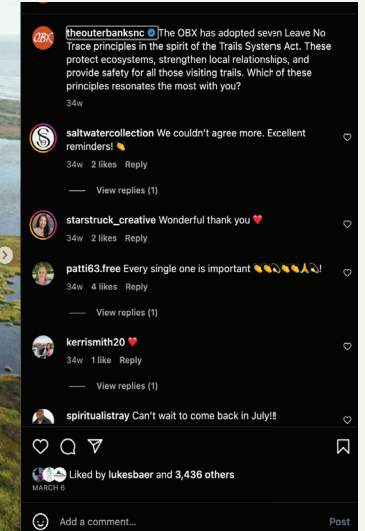 OBX
theouterbanksnc The OBX has adopted seven Leave No
Trace principles in the spirit of the Trails Systems Act. These
protect ecosystems, strengthen local relationships, and
provide safety for all those visiting trails. Which of these
principles resonates the most with you?
34w
S
saltwatercollection We couldn't agree more. Excellent
reminders! 👏
34w 2 likes Reply
View replies (1)
starstruck_creative Wonderful thank you ❤️
34w 2 likes Reply
patti63.free Every single one is important 👏👏💫👏👏🙏💫!
34w 4 likes Reply
View replies (1)
kerrismith20 ❤️
34w 1 like Reply
View replies (1)
spiritualistray Can't wait to come back in July!!!
Liked by lukesbaer and 3,436 others
MARCH 6
Add a comment... Post